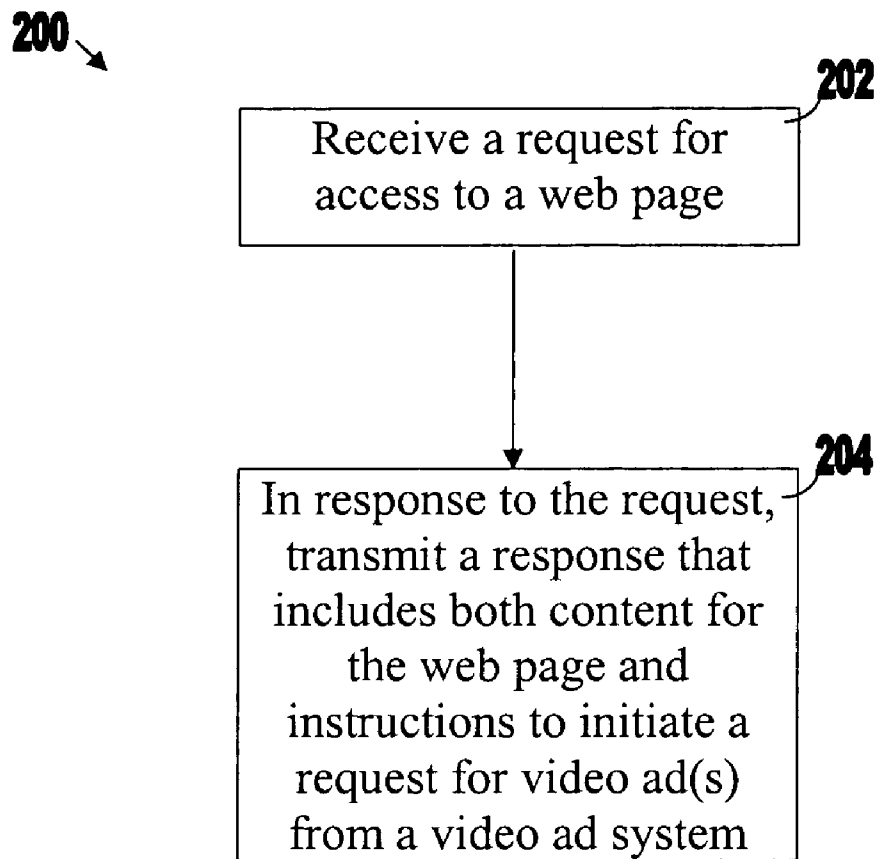 200
202
Receive a request for
access to a web page
204
In response to the request,
transmit a response that
includes both content for
the web page and
instructions to initiate a
request for video ad(s)
from a video ad system